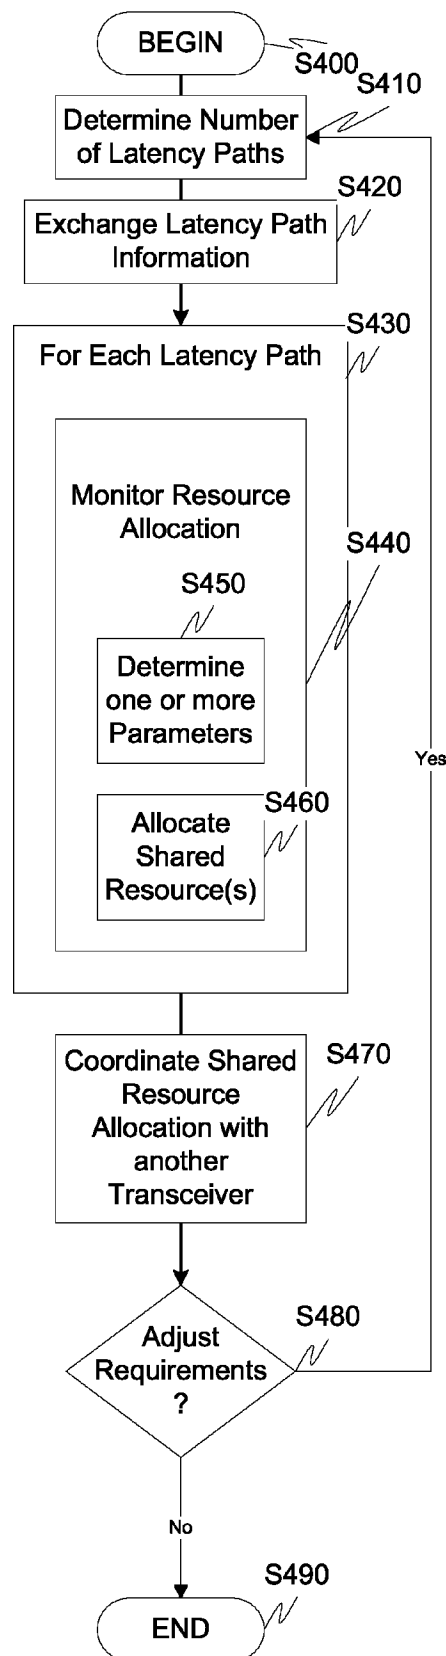 BEGIN
S400
S410
Determine Number
of Latency Paths
S420
Exchange Latency Path
Information
S430
For Each Latency Path
Monitor Resource
Allocation
S440
S450
Determine
one or more
Parameters
S460
Allocate
Shared
Resource(s)
Yes
S470
Coordinate Shared
Resource
Allocation with
another
Transceiver
S480
Adjust
Requirements
?
No
S490
END